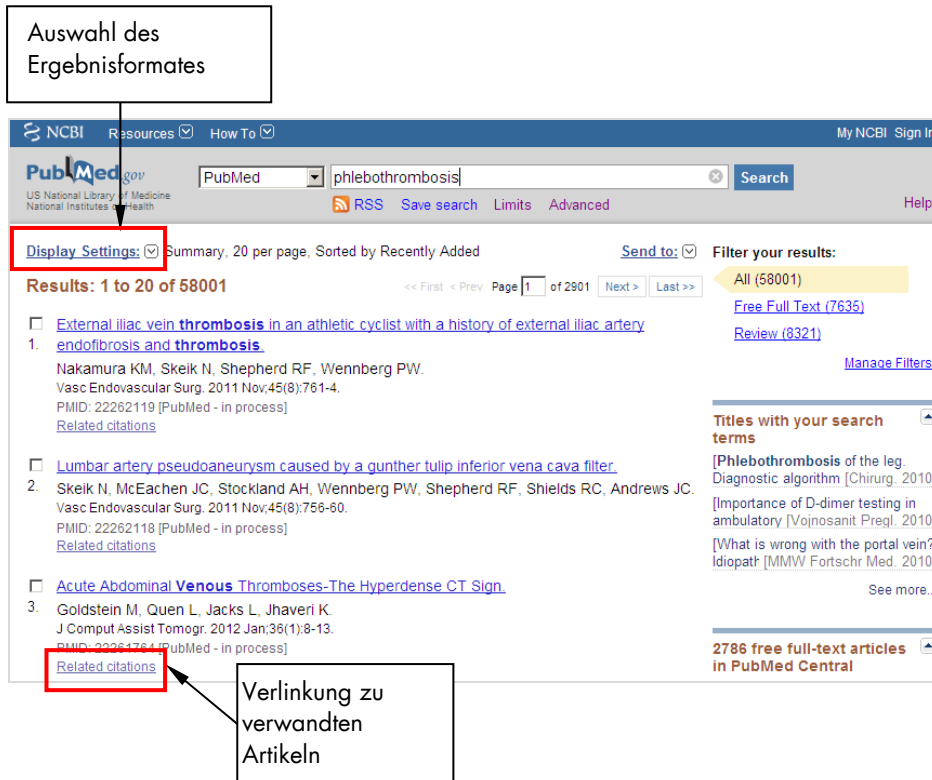 Auswahl des
Ergebnisformates
NCBI Resources How To My NCBI Sign In
PubMed.gov PubMed phlebothrombosis Search
US National Library of Medicine
National Institutes of Health
RSS Save search Limits Advanced Help
Display Settings: Summary, 20 per page, Sorted by Recently Added Send to:
Results: 1 to 20 of 58001 << First < Prev Page 1 of 2901 Next > Last >>
1. External iliac vein thrombosis in an athletic cyclist with a history of external iliac artery
endofibrosis and thrombosis.
Nakamura KM, Skeik N, Shepherd RF, Wennberg PW.
Vasc Endovascular Surg. 2011 Nov;45(8):761-4.
PMID: 22262119 [PubMed - in process]
Related citations
2. Lumbar artery pseudoaneurysm caused by a gunther tulip inferior vena cava filter.
Skeik N, McEachen JC, Stockland AH, Wennberg PW, Shepherd RF, Shields RC, Andrews JC.
Vasc Endovascular Surg. 2011 Nov;45(8):756-60.
PMID: 22262118 [PubMed - in process]
Related citations
3. Acute Abdominal Venous Thromboses-The Hyperdense CT Sign.
Goldstein M, Quen L, Jacks L, Jhaveri K.
J Comput Assist Tomogr. 2012 Jan;36(1):8-13.
PMID: 22261764 [PubMed - in process]
Related citations
Filter your results:
All (58001)
Free Full Text (7635)
Review (8321)
Manage Filters
Titles with your search
terms
[Phlebothrombosis of the leg.
Diagnostic algorithm [Chirurg. 2010
[Importance of D-dimer testing in
ambulatory [Vojnosanit Pregl. 2010
[What is wrong with the portal vein?
Idiopath [MMW Fortschr Med. 2010
See more..
2786 free full-text articles
in PubMed Central
Verlinkung zu
verwandten
Artikeln